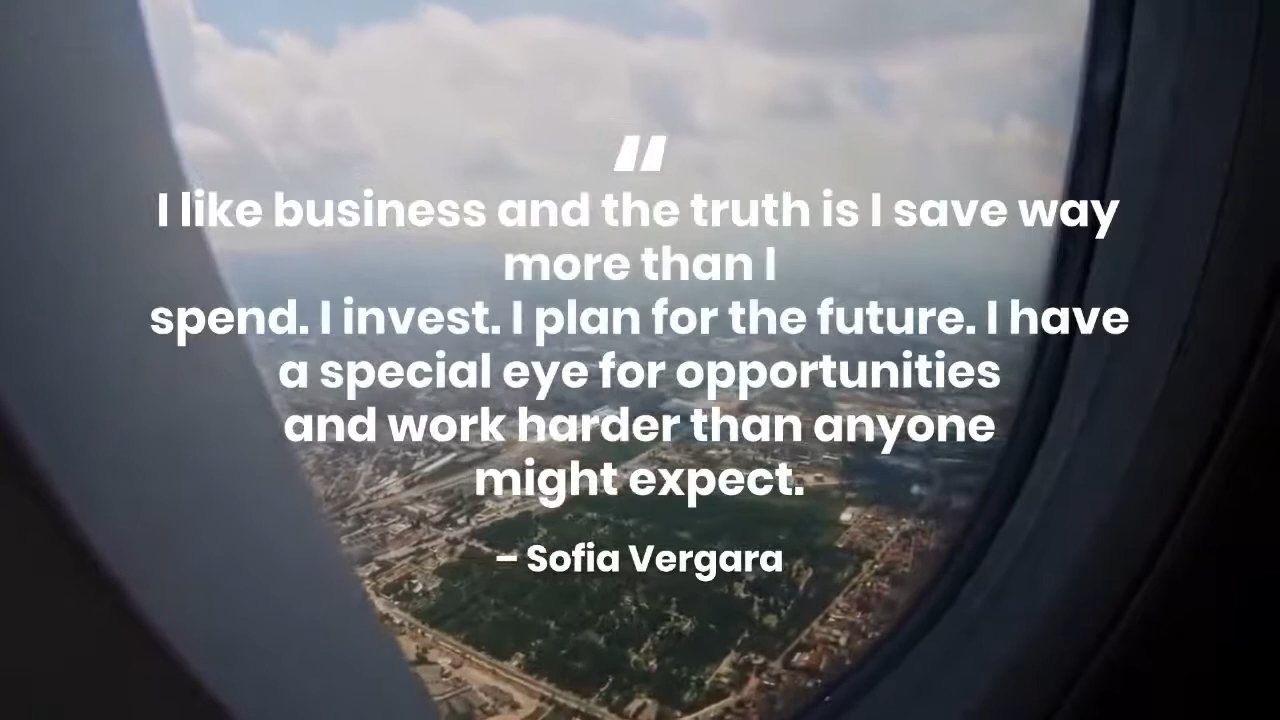 "
I like business and the truth is I save way
more than I
spend. I invest. I plan for the future. I have
a special eye for opportunities
and work harder than anyone
might expect.
– Sofia Vergara